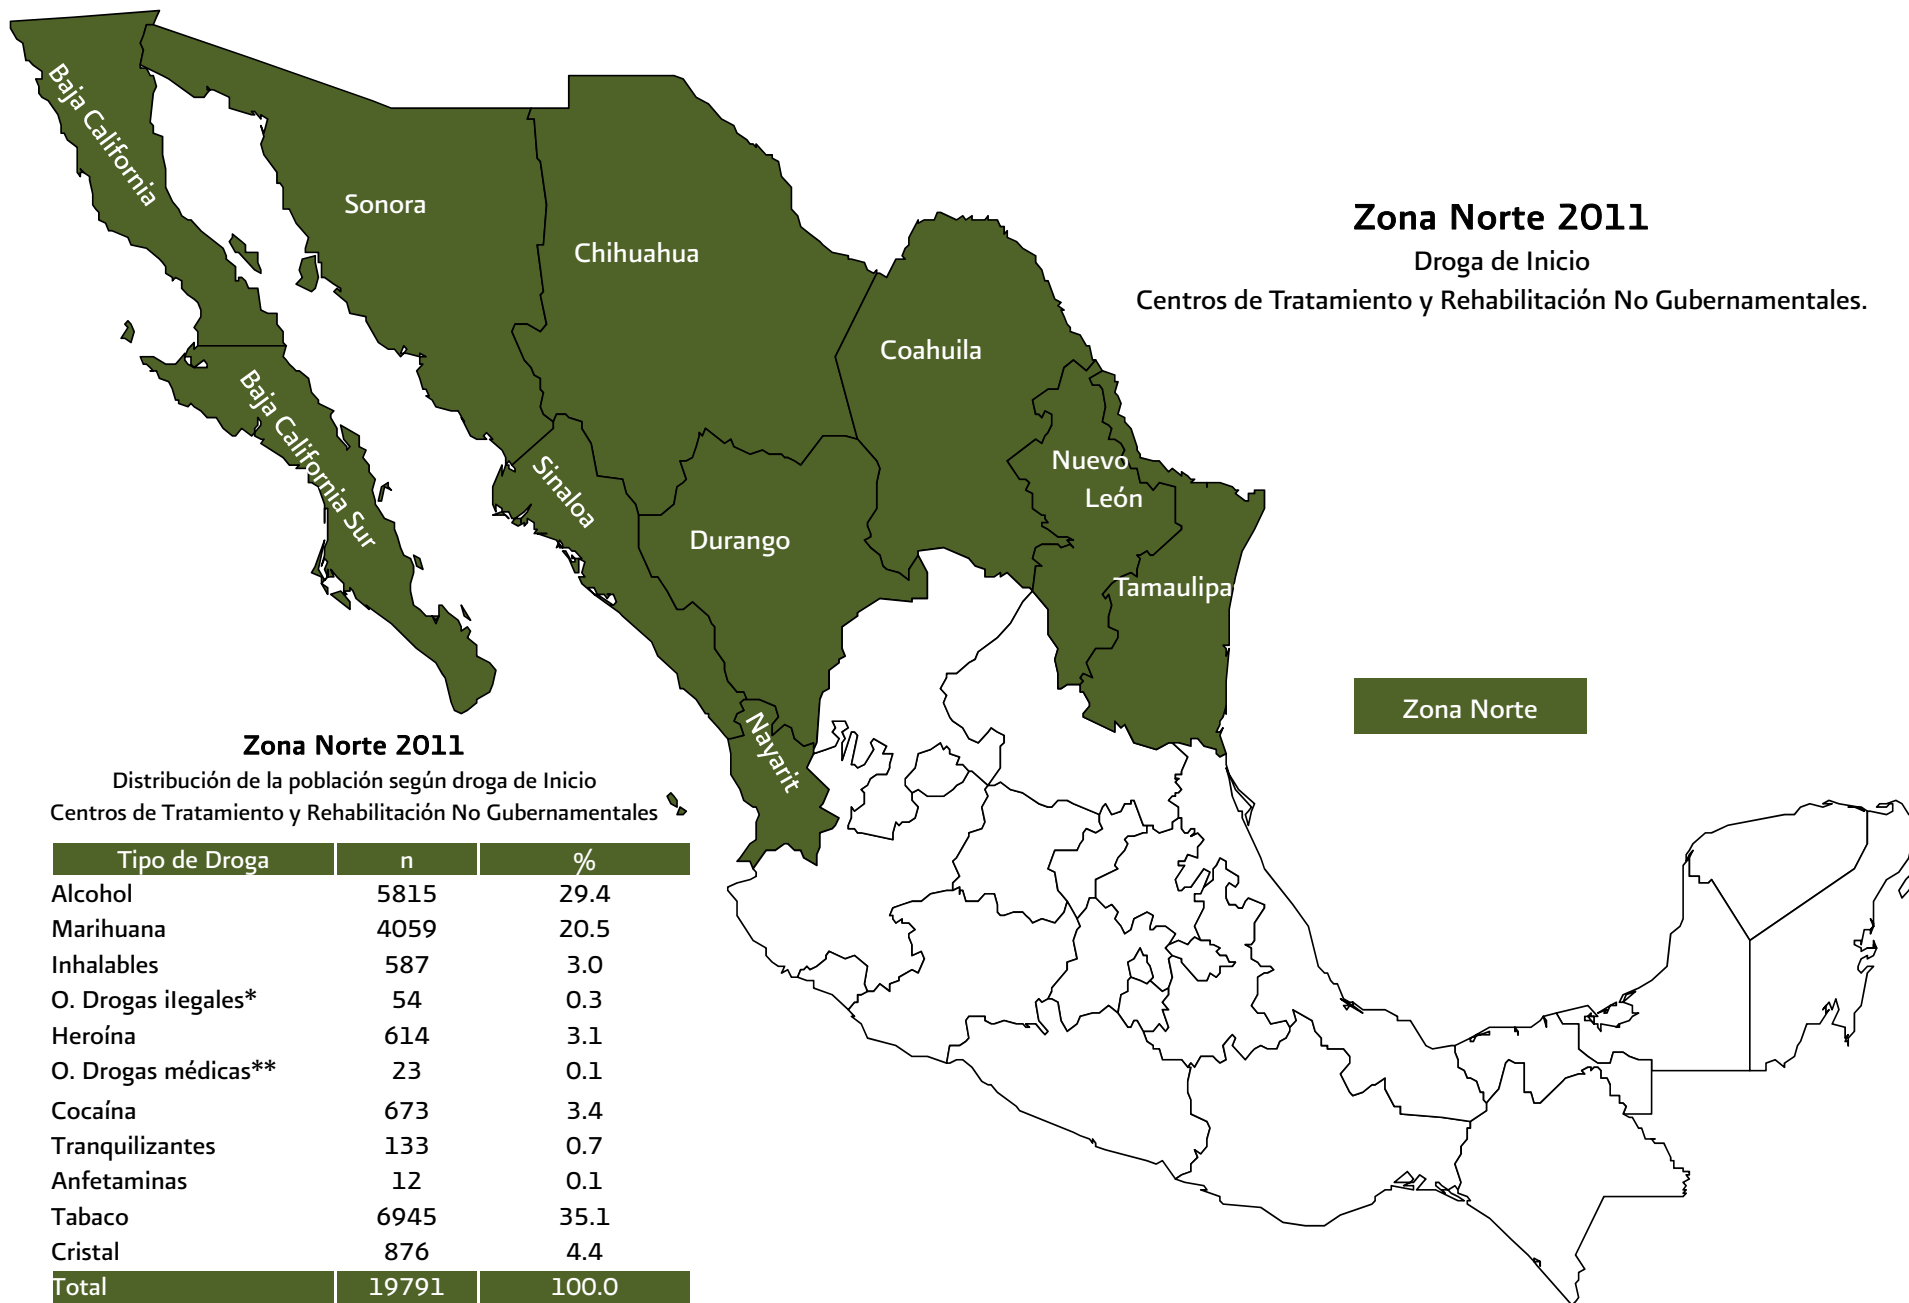 Baja California
Sonora
Chihuahua
Coahuila
Baja California Sur
Sinaloa
Durango
Nuevo
León
Tamaulipa
Nayarit
Zona Norte 2011
Droga de Inicio
Centros de Tratamiento y Rehabilitación No Gubernamentales.
Zona Norte
Zona Norte 2011
Distribución de la población según droga de Inicio
Centros de Tratamiento y Rehabilitación No Gubernamentales
Tipo de Droga n %
Alcohol 5815 29.4
Marihuana 4059 20.5
Inhalables 587 3.0
O. Drogas ilegales* 54 0.3
Heroína 614 3.1
O. Drogas médicas** 23 0.1
Cocaína 673 3.4
Tranquilizantes 133 0.7
Anfetaminas 12 0.1
Tabaco 6945 35.1
Cristal 876 4.4
Total 19791 100.0